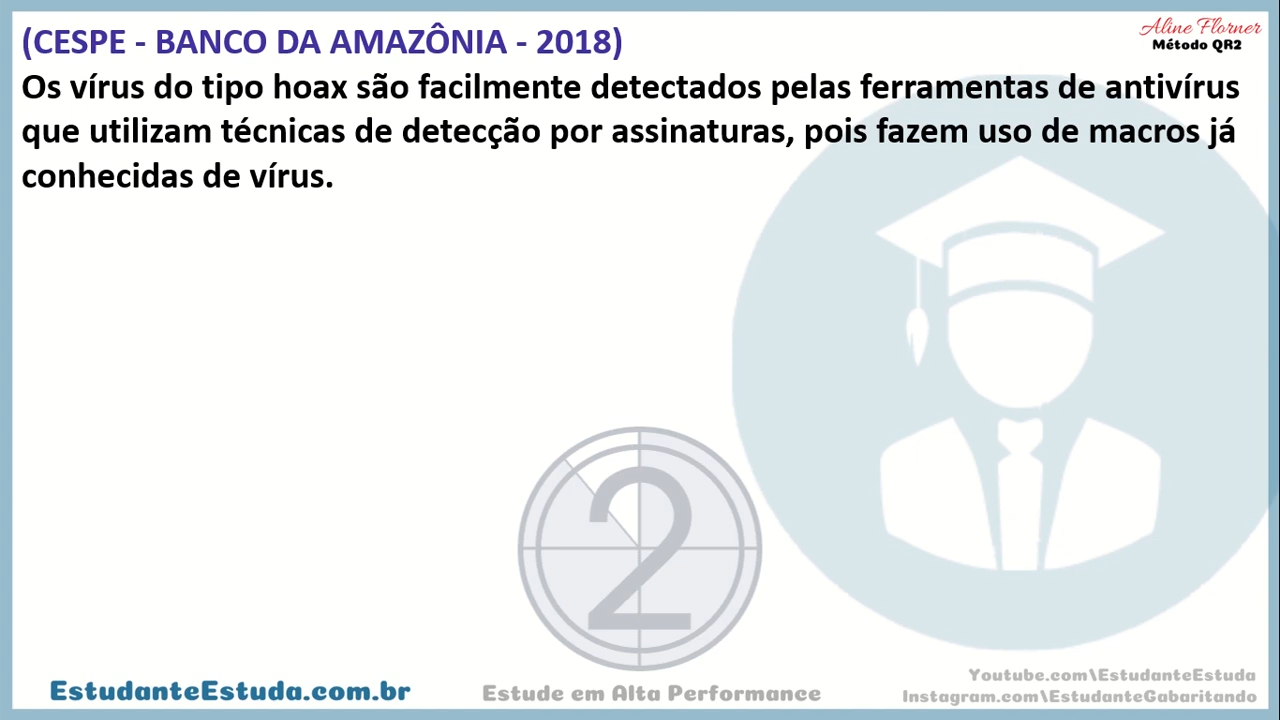 (CESPE - BANCO DA AMAZÔNIA - 2018)
Aline Florner
Método QR2
Os vírus do tipo hoax são facilmente detectados pelas ferramentas de antivírus
que utilizam técnicas de detecção por assinaturas, pois fazem uso de macros já
conhecidas de vírus.
2
EstudanteEstuda.com.br
Estude em Alta Performance
Youtube.com\EstudanteEstuda
Instagram.com\EstudanteGabaritando